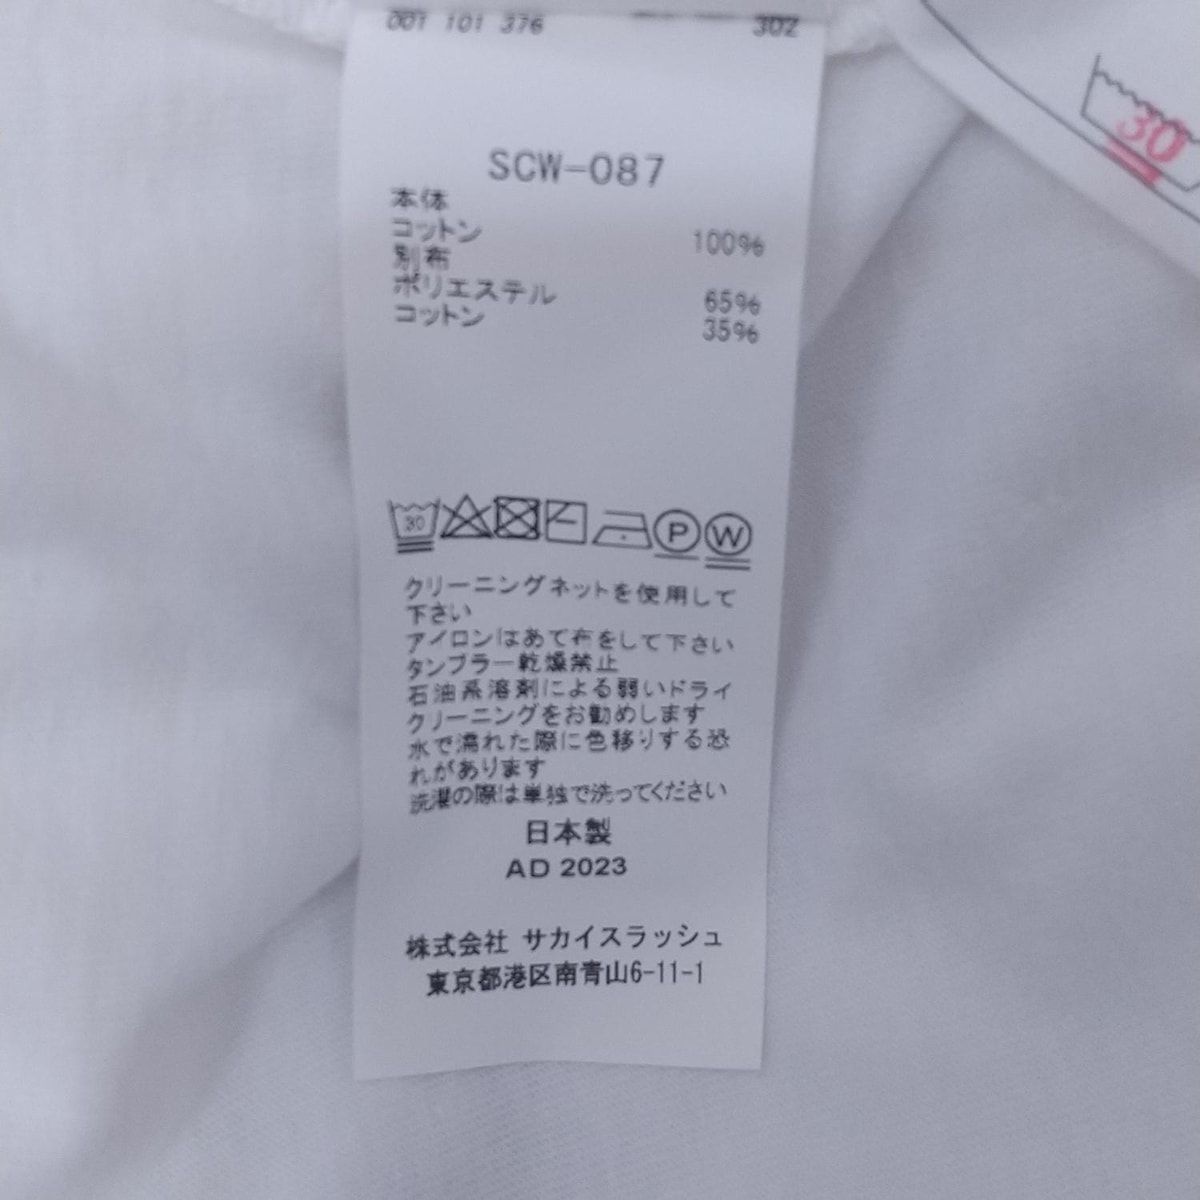 001 101 376 302
30
SCW-087
本体
コットン 100%
別布
ポリエステル 65%
コットン 35%
30 P W
クリーニングネットを使用して
下さい
アイロンはあて布をして下さい
タンブラー乾燥禁止
石油系溶剤による弱いドライ
クリーニングをお勧めします
水で濡れた際に色移りする恐
れがあります
洗濯の際は単独で洗ってください
日本製
AD 2023
株式会社 サカイスラッシュ
東京都港区南青山6-11-1